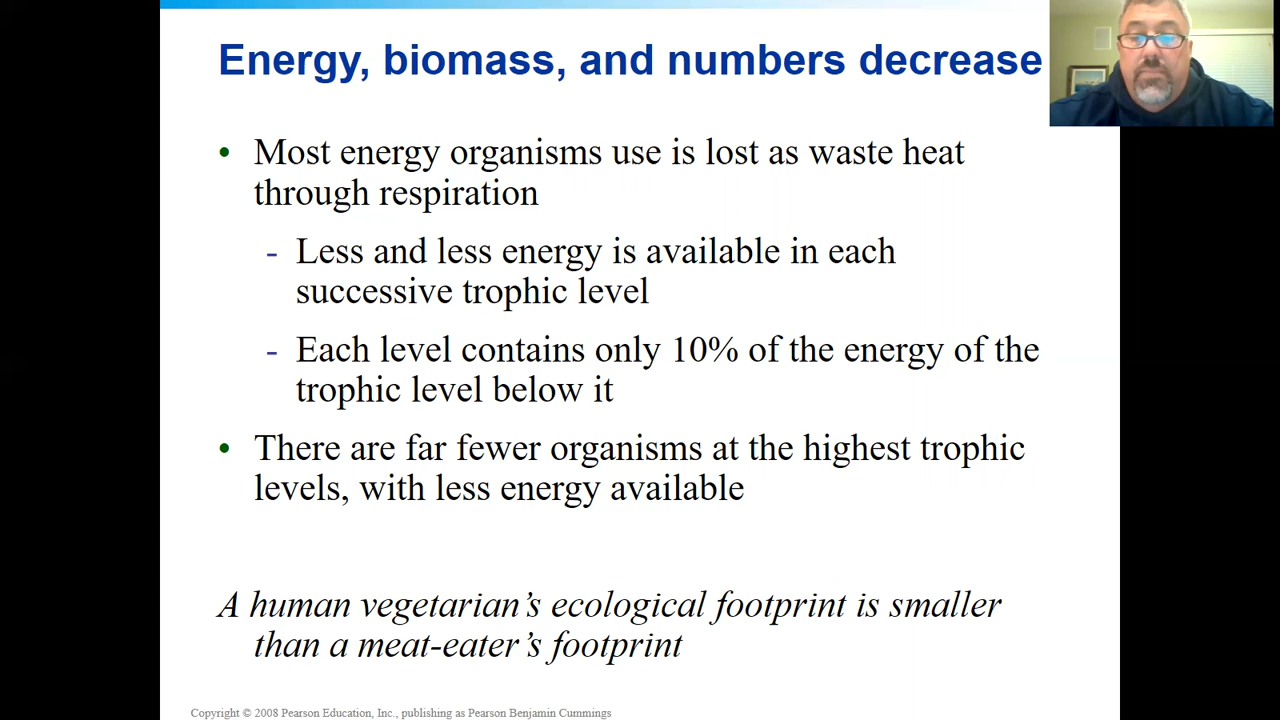 Energy, biomass, and numbers decrease
• Most energy organisms use is lost as waste heat
through respiration
- Less and less energy is available in each
successive trophic level
- Each level contains only 10% of the energy of the
trophic level below it
• There are far fewer organisms at the highest trophic
levels, with less energy available
A human vegetarian’s ecological footprint is smaller
than a meat-eater’s footprint
Copyright © 2008 Pearson Education, Inc., publishing as Pearson Benjamin Cummings